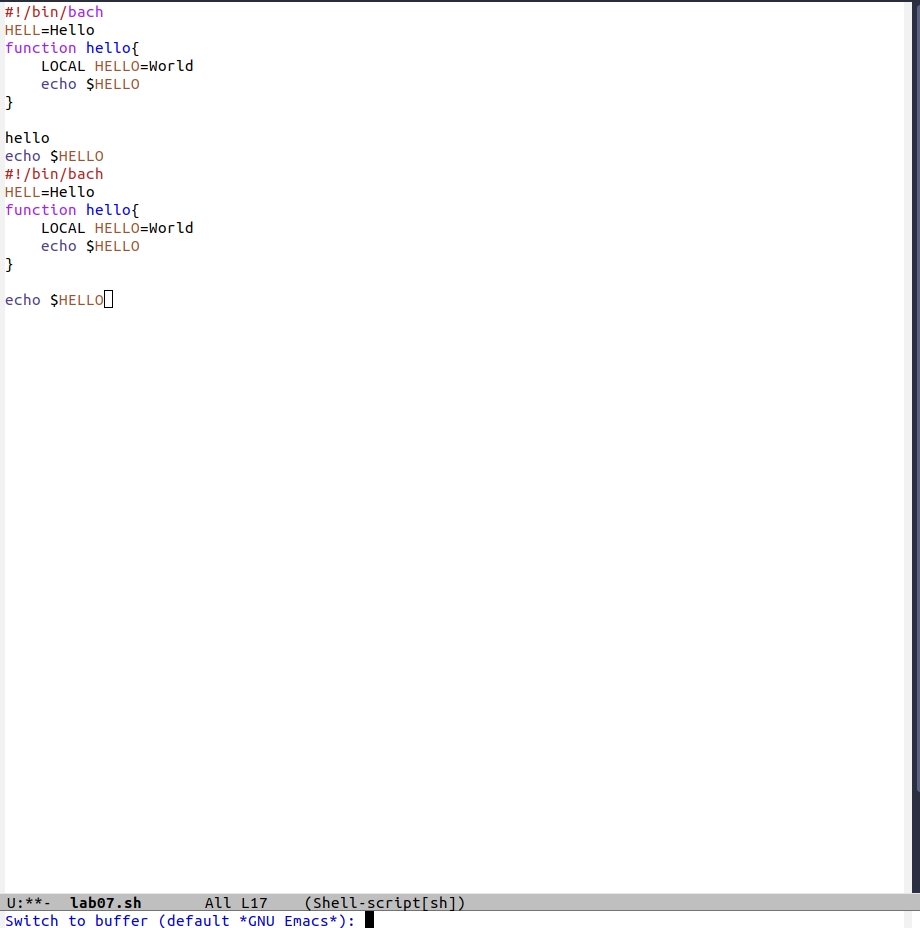 #!/bin/bach
HELL=Hello
function hello{
    LOCAL HELLO=World
    echo $HELLO
}

hello
echo $HELLO
#!/bin/bach
HELL=Hello
function hello{
    LOCAL HELLO=World
    echo $HELLO
}

echo $HELLO
U:**-  lab07.sh       All L17    (Shell-script[sh])
Switch to buffer (default *GNU Emacs*):